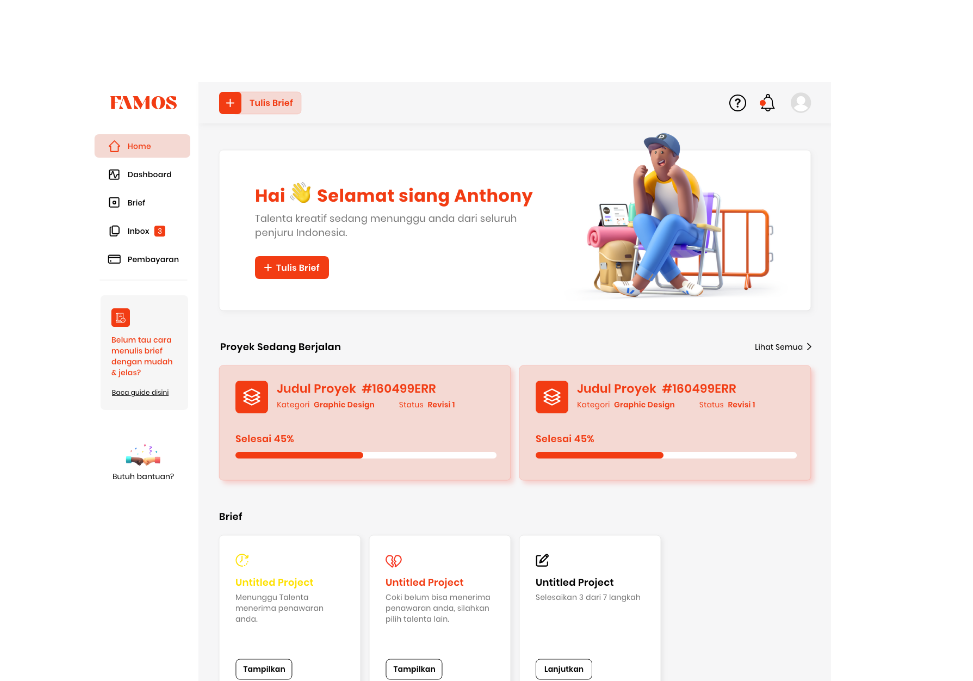 FAMOS
Tulis Brief
Home
Dashboard
Brief
Inbox 3
Pembayaran
Belum tau cara
menulis brief
dengan mudah
& jelas?
Baca guide disini
Butuh bantuan?
Hai 👋 Selamat siang Anthony
Talenta kreatif sedang menunggu anda dari seluruh
penjuru Indonesia.
+ Tulis Brief
Proyek Sedang Berjalan
Lihat Semua
Judul Proyek #160499ERR
Kategori Graphic Design Status Revisi 1
Selesai 45%
Judul Proyek #160499ERR
Kategori Graphic Design Status Revisi 1
Selesai 45%
Brief
Untitled Project
Menunggu Talenta
menerima penawaran
anda.
Tampilkan
Untitled Project
Coki belum bisa menerima
penawaran anda, silahkan
pilih talenta lain.
Tampilkan
Untitled Project
Selesaikan 3 dari 7 langkah
Lanjutkan